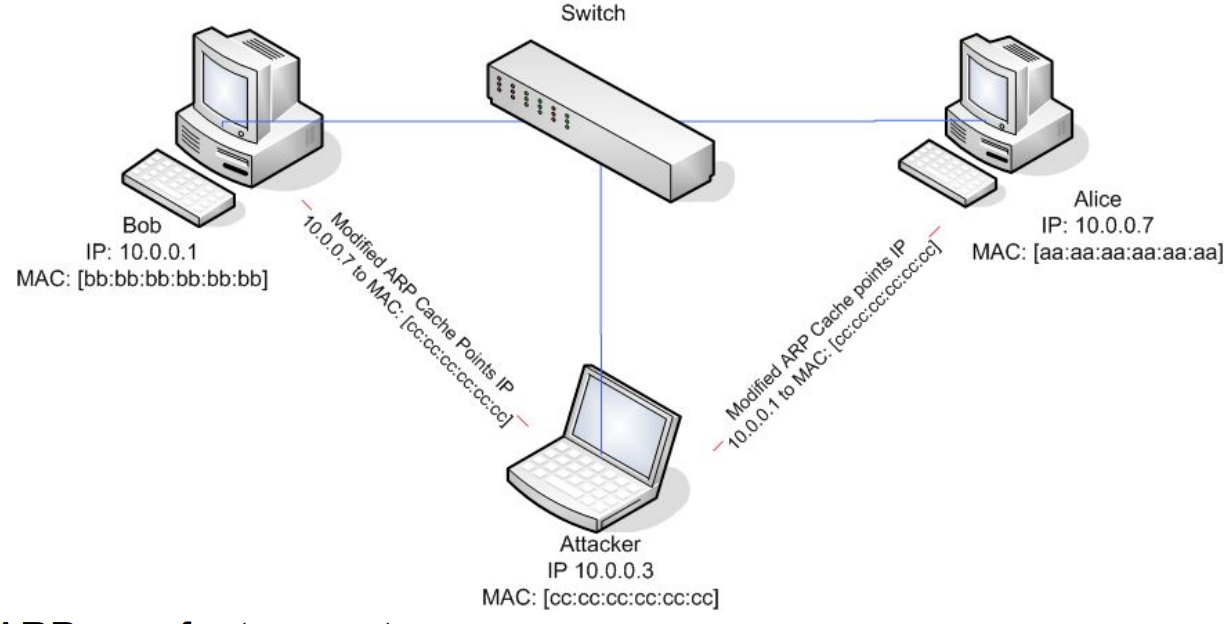 Switch
Bob
IP: 10.0.0.1
MAC: [bb:bb:bb:bb:bb:bb]
Alice
IP: 10.0.0.7
MAC: [aa:aa:aa:aa:aa:aa]
Modified ARP Cache Points IP
10.0.0.7 to MAC: [cc:cc:cc:cc:cc:cc]
Modified ARP Cache points IP
10.0.0.1 to MAC: [cc:cc:cc:cc:cc:cc]
Attacker
IP 10.0.0.3
MAC: [cc:cc:cc:cc:cc:cc]